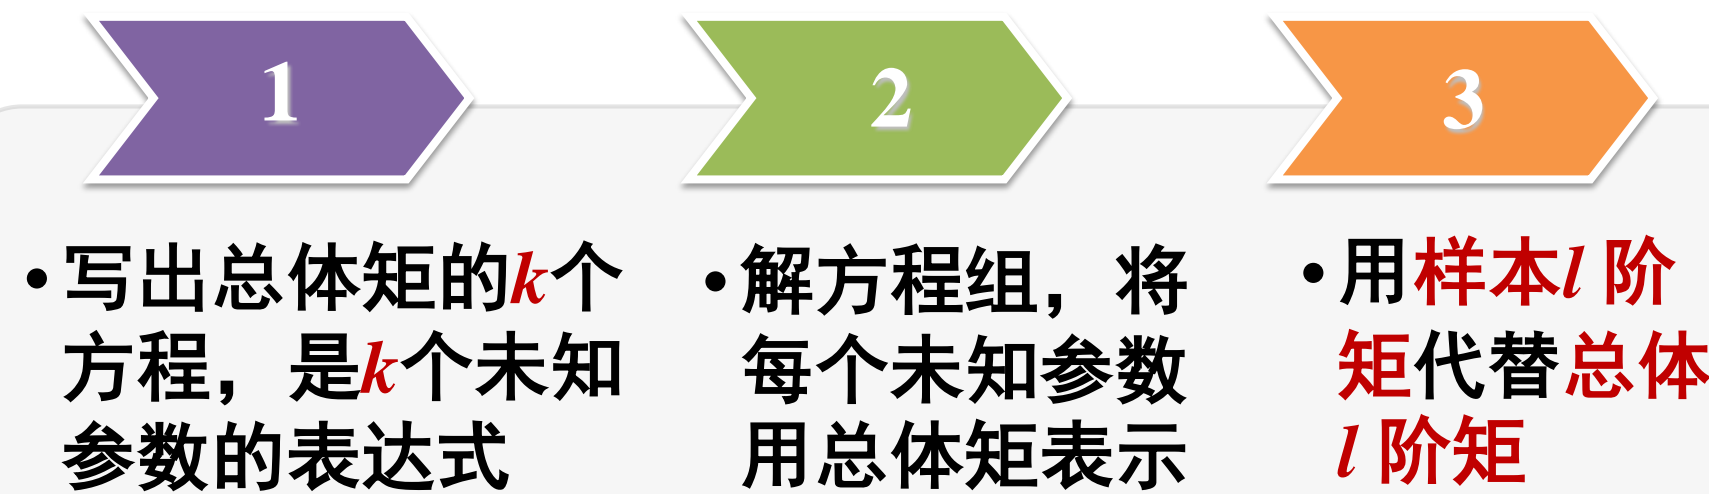 1
2
3
•写出总体矩的k个
方程，是k个未知
参数的表达式
•解方程组，将
每个未知参数
用总体矩表示
•用样本l 阶
矩代替总体
l 阶矩